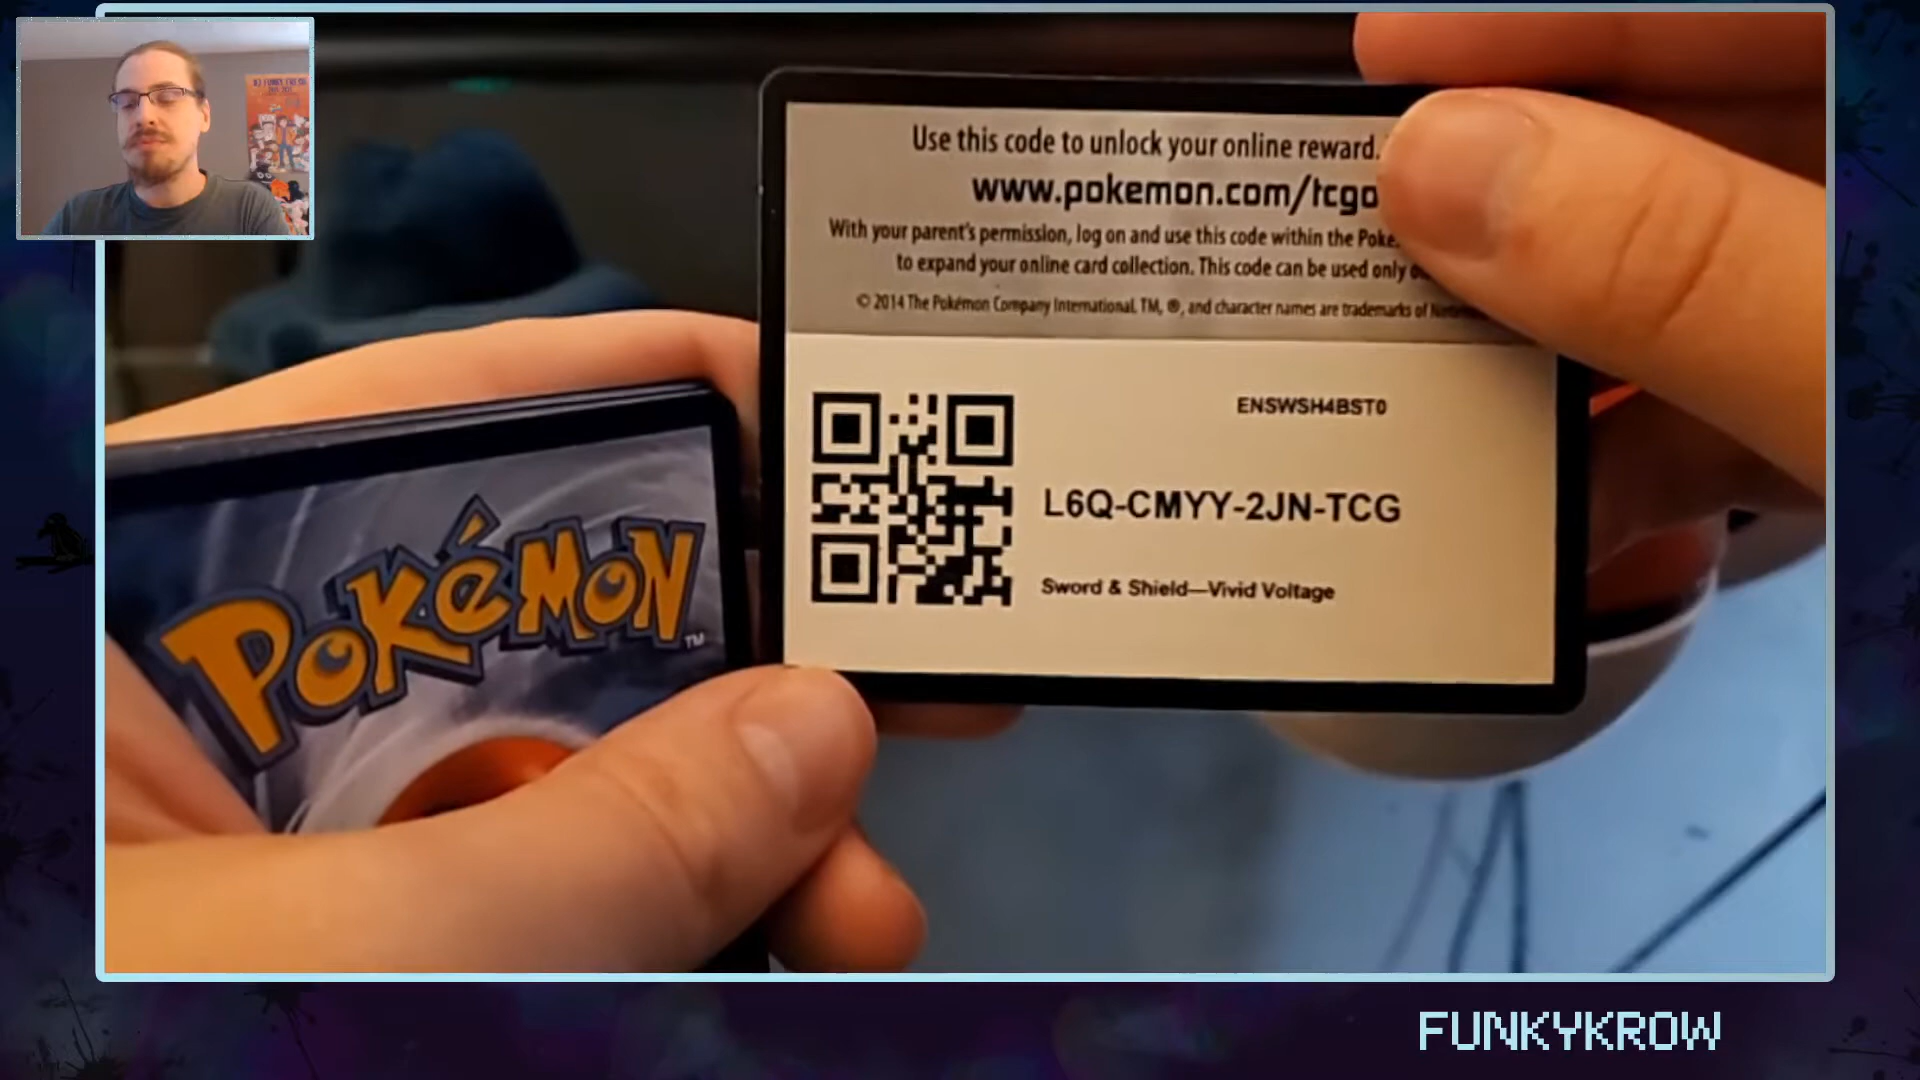 Use this code to unlock your online reward.
www.pokemon.com/tcgo
With your parent's permission, log on and use this code within the
to expand your online card collection. This code can be used only
© 2014 The Pokémon Company International. TM, ®, and character names are trademarks of
ENSWSH4BST0
L6Q-CMYY-2JN-TCG
Sword & Shield—Vivid Voltage
POKéMON
TM
FUNKYKROW